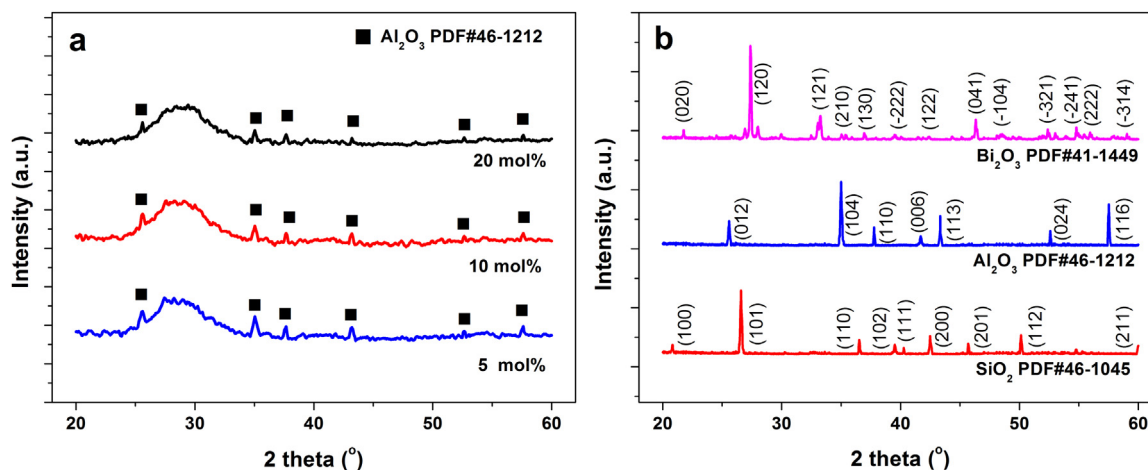 a
■ Al₂O₃ PDF#46-1212
20 mol%
10 mol%
5 mol%
Intensity (a.u.)
20 30 40 50 60
2 theta (°)
b
(020) (120) (121) (210) (130) (-222) (122) (041) (-104) (-321) (-241) (222) (-314)
Bi₂O₃ PDF#41-1449
(012) (104) (110) (006) (113) (024) (116)
Al₂O₃ PDF#46-1212
(100) (101) (110) (102) (111) (200) (201) (112) (211)
SiO₂ PDF#46-1045
Intensity (a.u.)
20 30 40 50 60
2 theta (°)